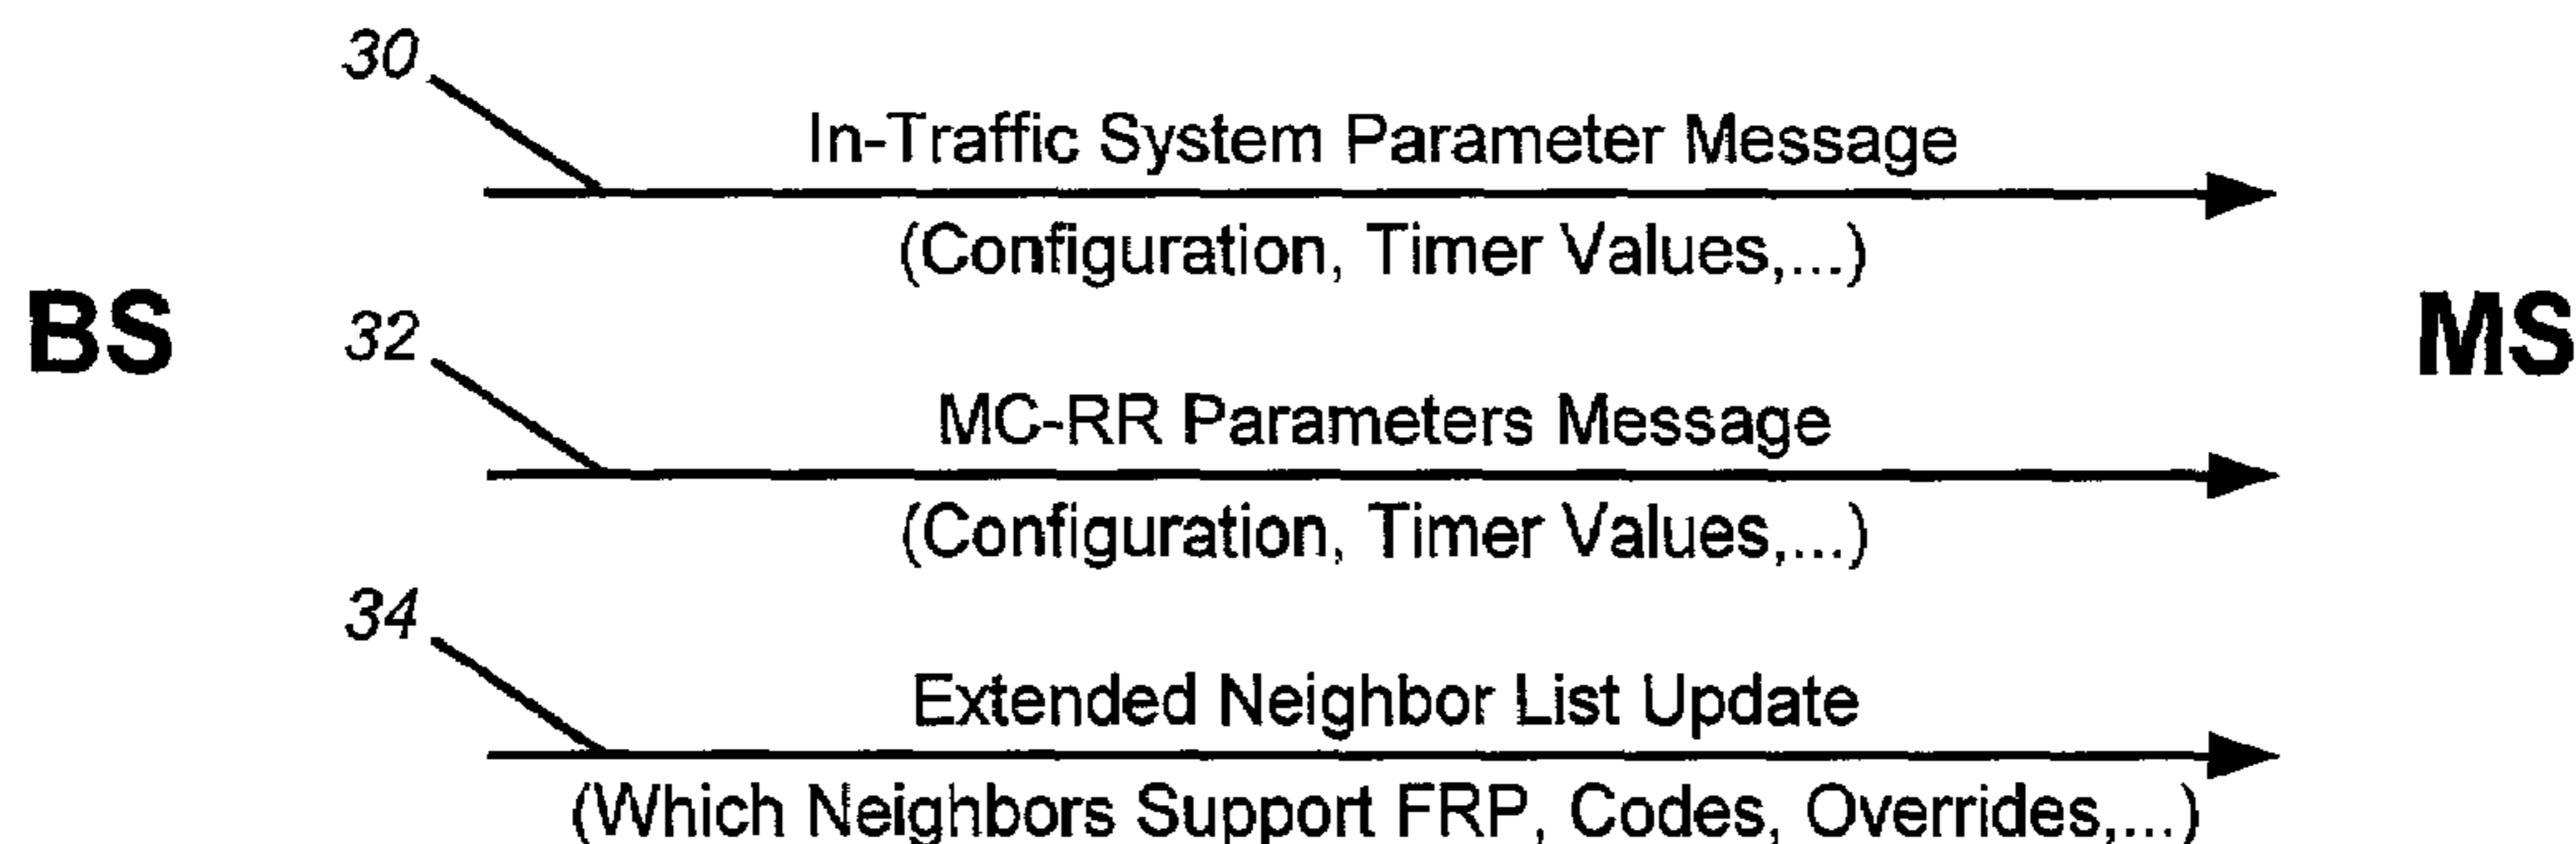 30
In-Traffic System Parameter Message
(Configuration, Timer Values,...)
BS
MS
32
MC-RR Parameters Message
(Configuration, Timer Values,...)
34
Extended Neighbor List Update
(Which Neighbors Support FRP, Codes, Overrides,...)